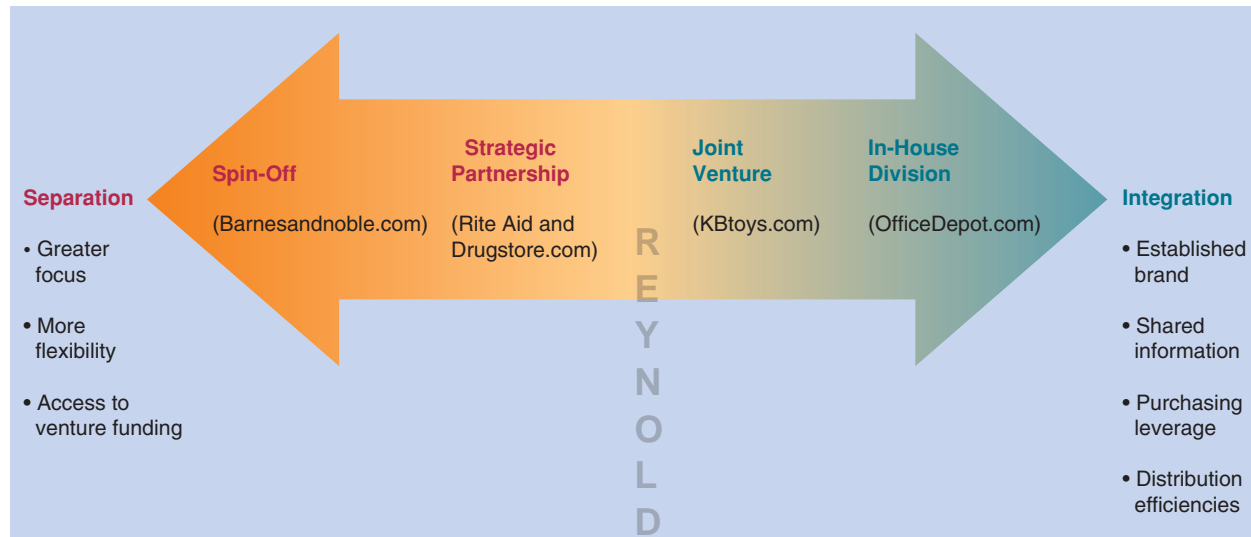 Separation
• Greater
focus
• More
flexibility
• Access to
venture funding
Spin-Off
(Barnesandnoble.com)
Strategic
Partnership
(Rite Aid and
Drugstore.com)
Joint
Venture
(KBtoys.com)
In-House
Division
(OfficeDepot.com)
Integration
• Established
brand
• Shared
information
• Purchasing
leverage
• Distribution
efficiencies
R
E
Y
N
O
L
D